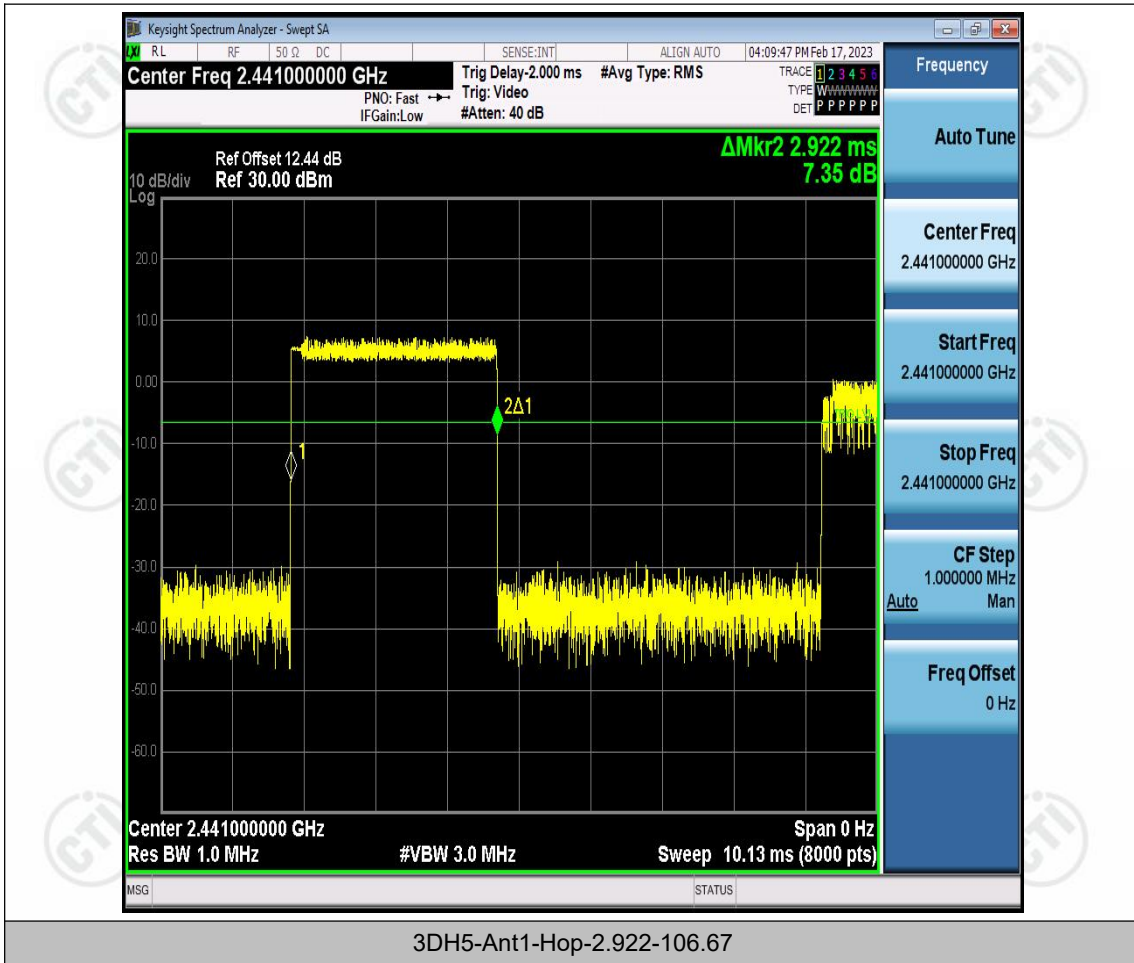 Keysight Spectrum Analyzer - Swept SA
LXI RL RF 50 Ω DC SENSE:INT ALIGN AUTO 04:09:47 PM Feb 17, 2023
Center Freq 2.441000000 GHz
PNO: Fast
IFGain:Low
Trig Delay-2.000 ms
Trig: Video
#Atten: 40 dB
#Avg Type: RMS
TRACE 1 2 3 4 5 6
TYPE WWWWWW
DET P P P P P P
ΔMkr2 2.922 ms
7.35 dB
Ref Offset 12.44 dB
10 dB/div Ref 30.00 dBm
Log
20.0
10.0
0.00
-10.0
-20.0
-30.0
-40.0
-50.0
-60.0
1
2Δ1
Center 2.441000000 GHz Span 0 Hz
Res BW 1.0 MHz #VBW 3.0 MHz Sweep 10.13 ms (8000 pts)
MSG STATUS
Frequency
Auto Tune
Center Freq
2.441000000 GHz
Start Freq
2.441000000 GHz
Stop Freq
2.441000000 GHz
CF Step
1.000000 MHz
Auto Man
Freq Offset
0 Hz
CTI
CTI
CTI
CTI
CTI
CTI
3DH5-Ant1-Hop-2.922-106.67